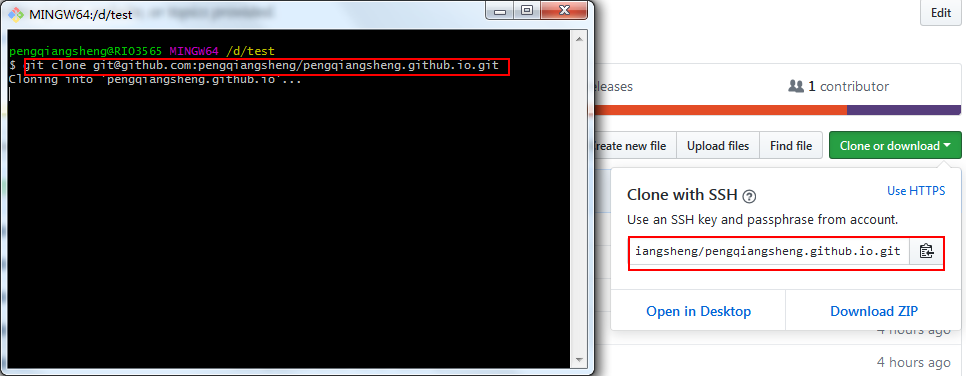 or topics provided
MINGW64:/d/test
pengqiangsheng@RIO3565 MINGW64 /d/test
$ git clone git@github.com:pengqiangsheng/pengqiangsheng.github.io.git
Cloning into 'pengqiangsheng.github.io'...
Edit
eleases
1 contributor
reate new file
Upload files
Find file
Clone or download
Clone with SSH
Use HTTPS
Use an SSH key and passphrase from account.
iangsheng/pengqiangsheng.github.io.git
Open in Desktop
Download ZIP
4 hours ago
4 hours ago